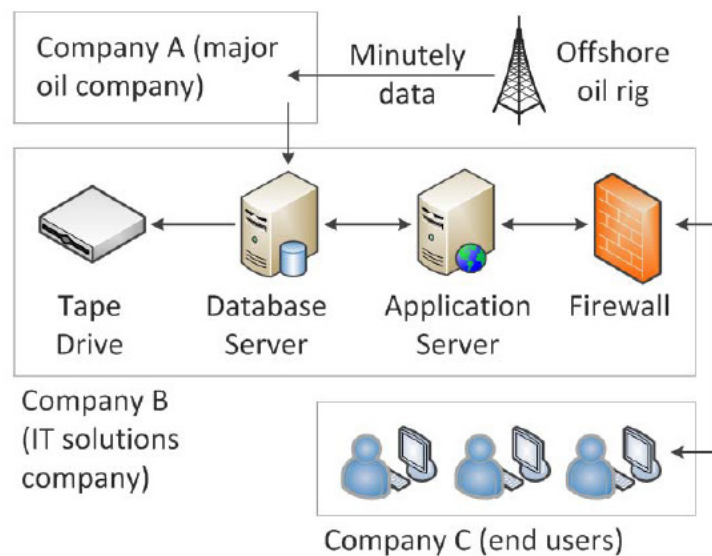 Company A (major
oil company)
Minutely
data
Offshore
oil rig
Tape
Drive
Database
Server
Application
Server
Firewall
Company B
(IT solutions
company)
Company C (end users)